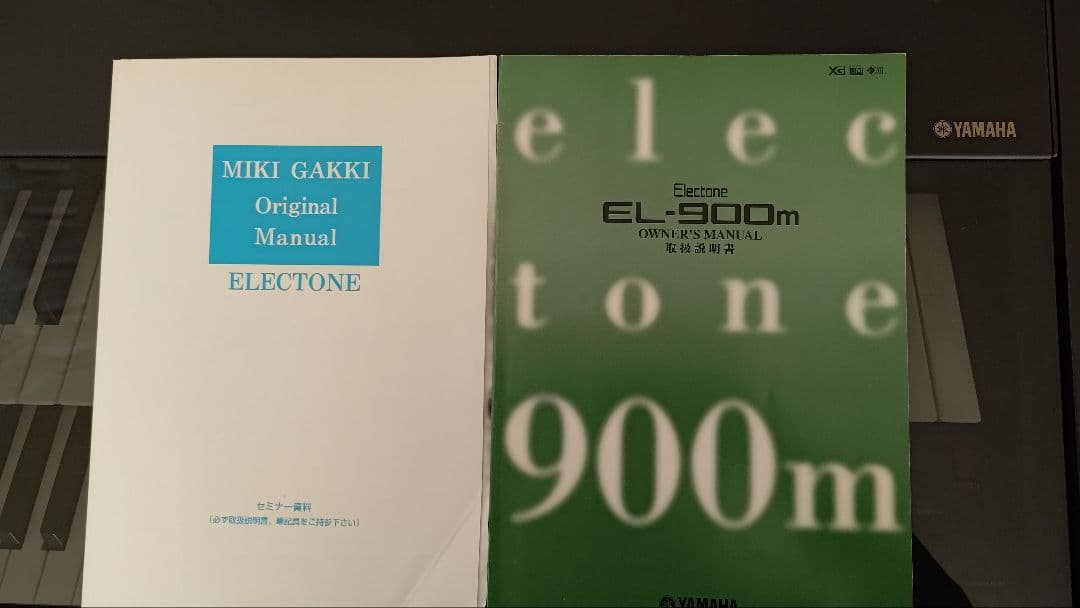 MIKI GAKKI
Original
Manual
ELECTONE
セミナー資料
(必ず取扱説明書、筆記具をご持参下さい)
XG
elec
Electone
EL-900m
OWNER'S MANUAL
取扱説明書
tone
900m
YAMAHA
YAMAHA